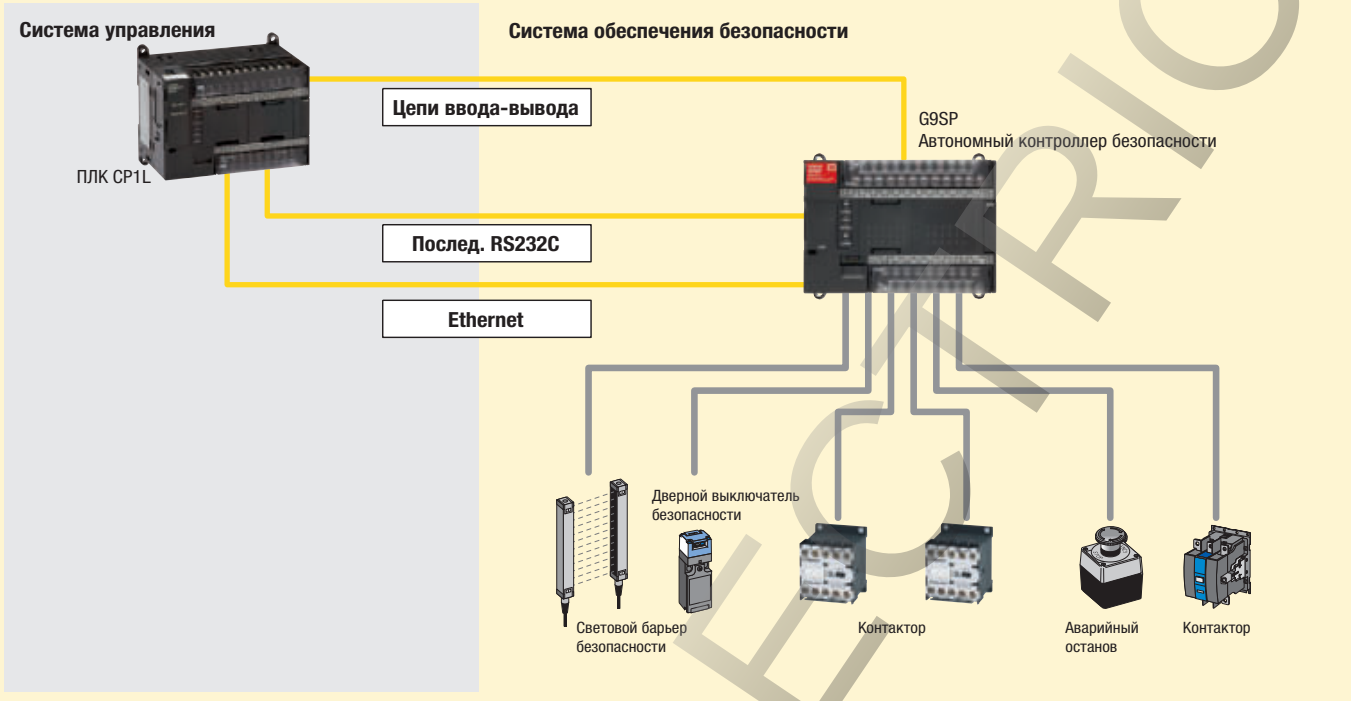 Система управления
Система обеспечения безопасности
Цепи ввода-вывода
G9SP
Автономный контроллер безопасности
ПЛК CP1L
Послед. RS232C
Ethernet
Дверной выключатель
безопасности
Световой барьер
безопасности
Контактор
Аварийный
останов
Контактор
ECTRIC